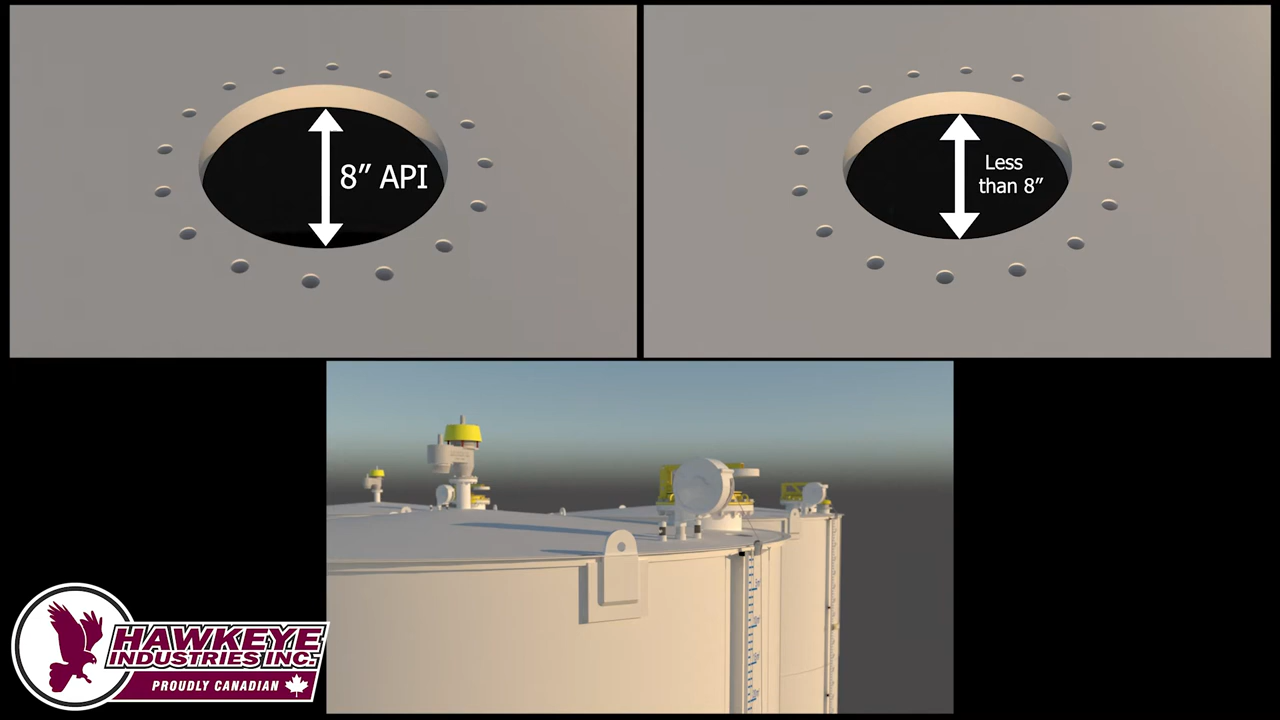 8” API
Less
than 8”
HAWKEYE
INDUSTRIES INC.
PROUDLY CANADIAN